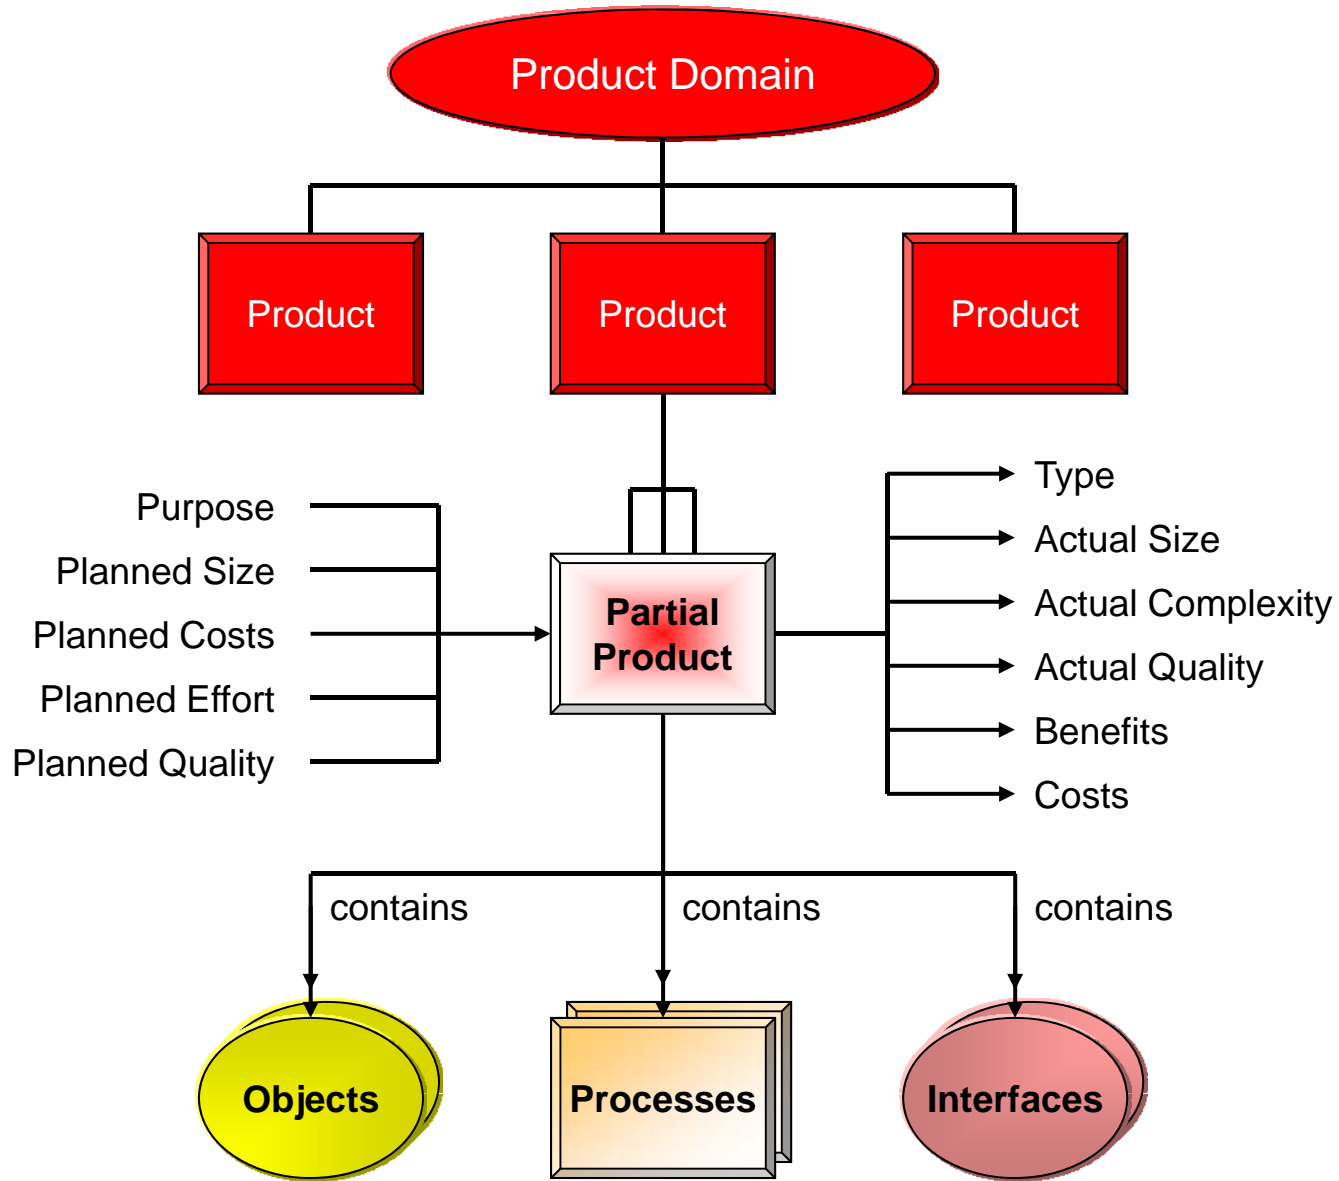 Product Domain
Product
Product
Product
Purpose
Planned Size
Planned Costs
Planned Effort
Planned Quality
Partial
Product
Type
Actual Size
Actual Complexity
Actual Quality
Benefits
Costs
contains
contains
contains
Objects
Processes
Interfaces